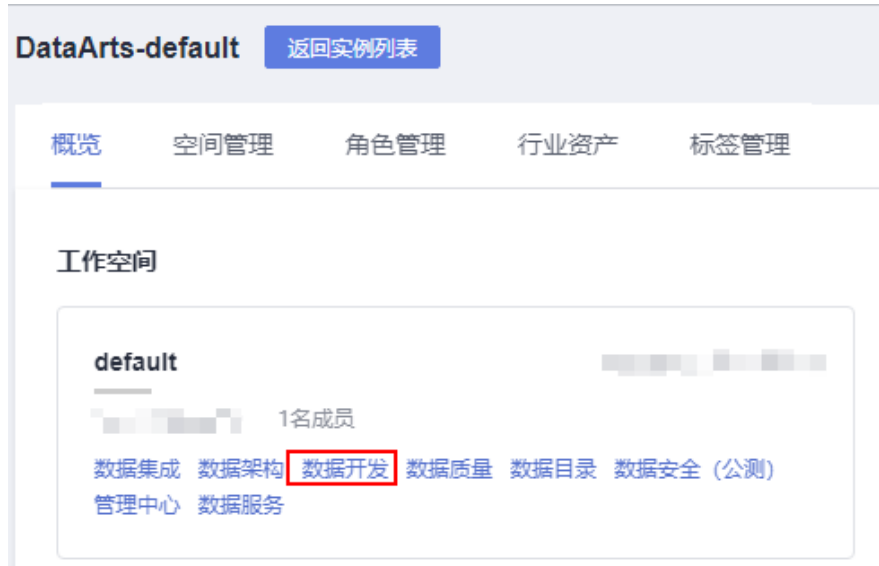 DataArts-default 返回实例列表
概览 空间管理 角色管理 行业资产 标签管理
工作空间
default
1名成员
数据集成 数据架构 数据开发 数据质量 数据目录 数据安全 (公测)
管理中心 数据服务